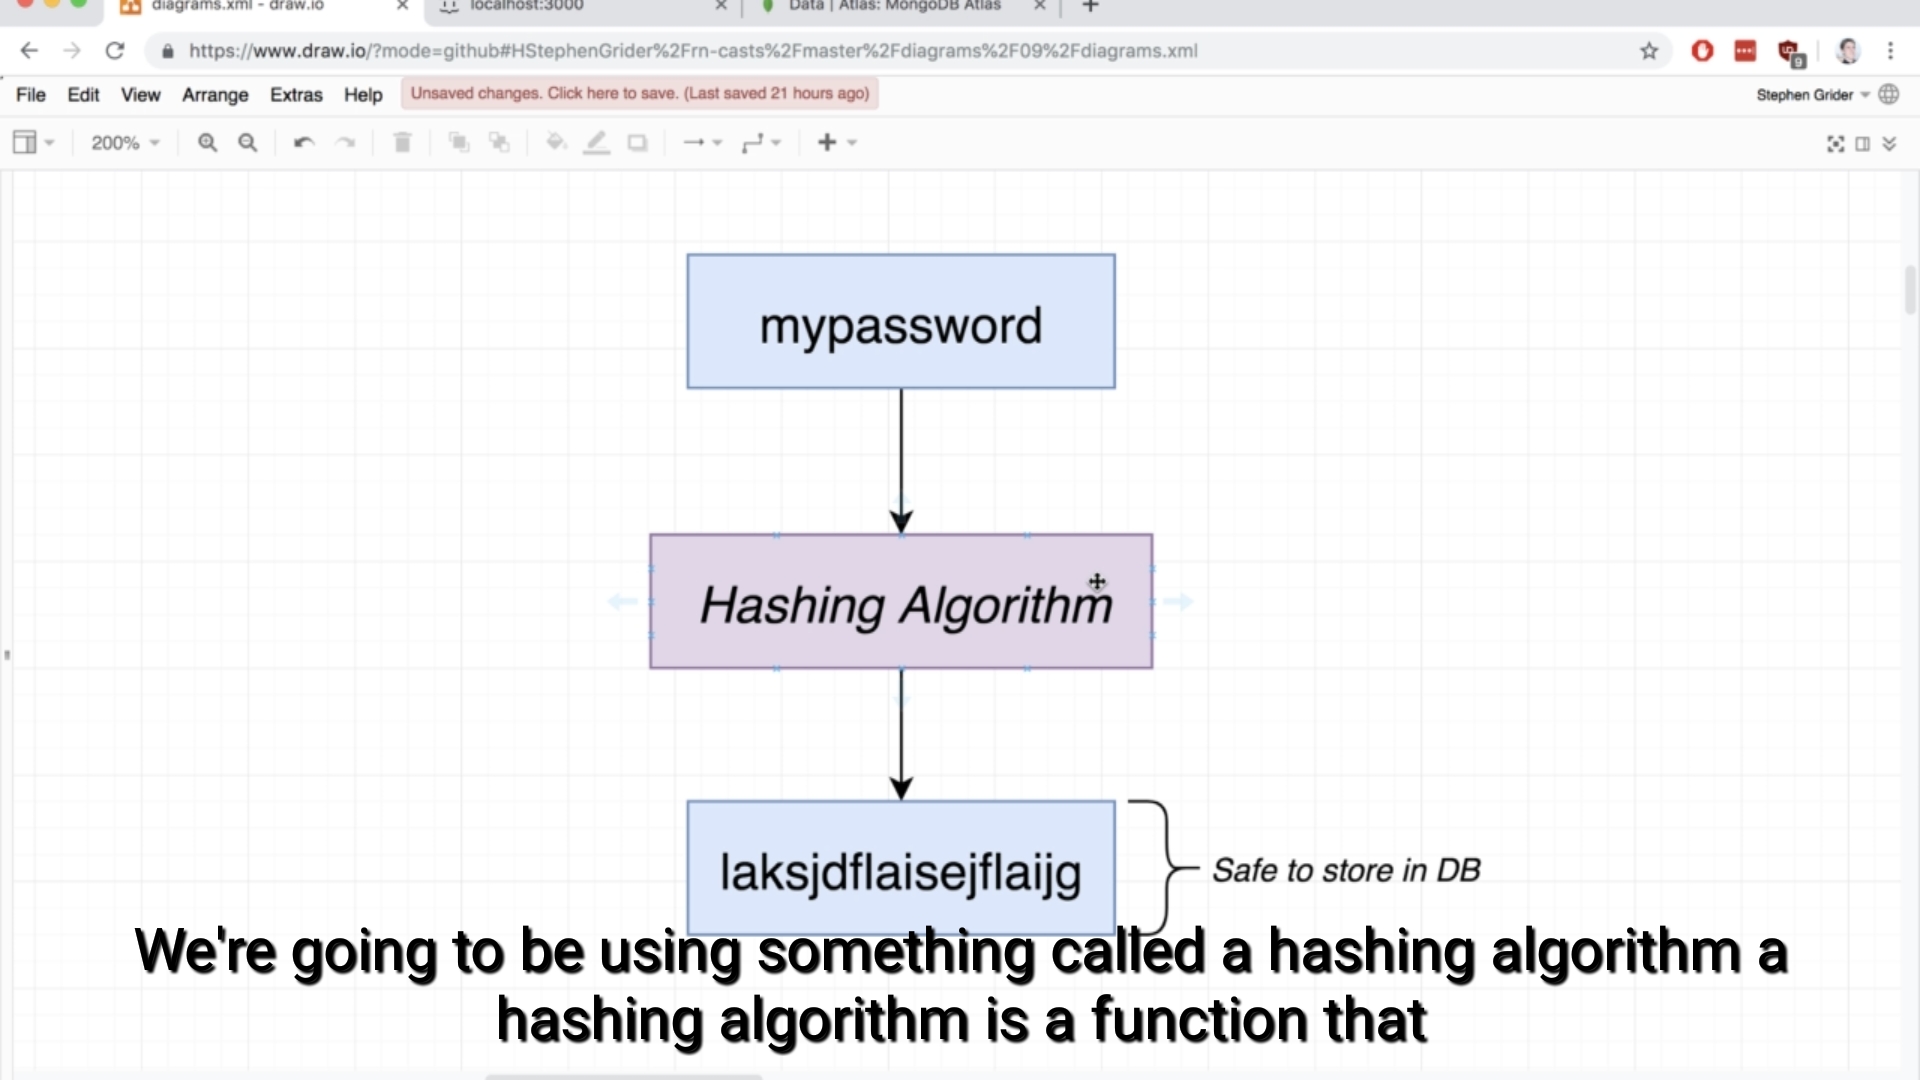 diagrams.xml - draw.io
localhost:3000
Data | Atlas: MongoDB Atlas
https://www.draw.io/?mode=github#HStephenGrider%2Frn-casts%2Fmaster%2Fdiagrams%2F09%2Fdiagrams.xml
9
File Edit View Arrange Extras Help Unsaved changes. Click here to save. (Last saved 21 hours ago) Stephen Grider
200%
mypassword
Hashing Algorithm
laksjdflaisejflaijg
Safe to store in DB
We're going to be using something called a hashing algorithm a
hashing algorithm is a function that